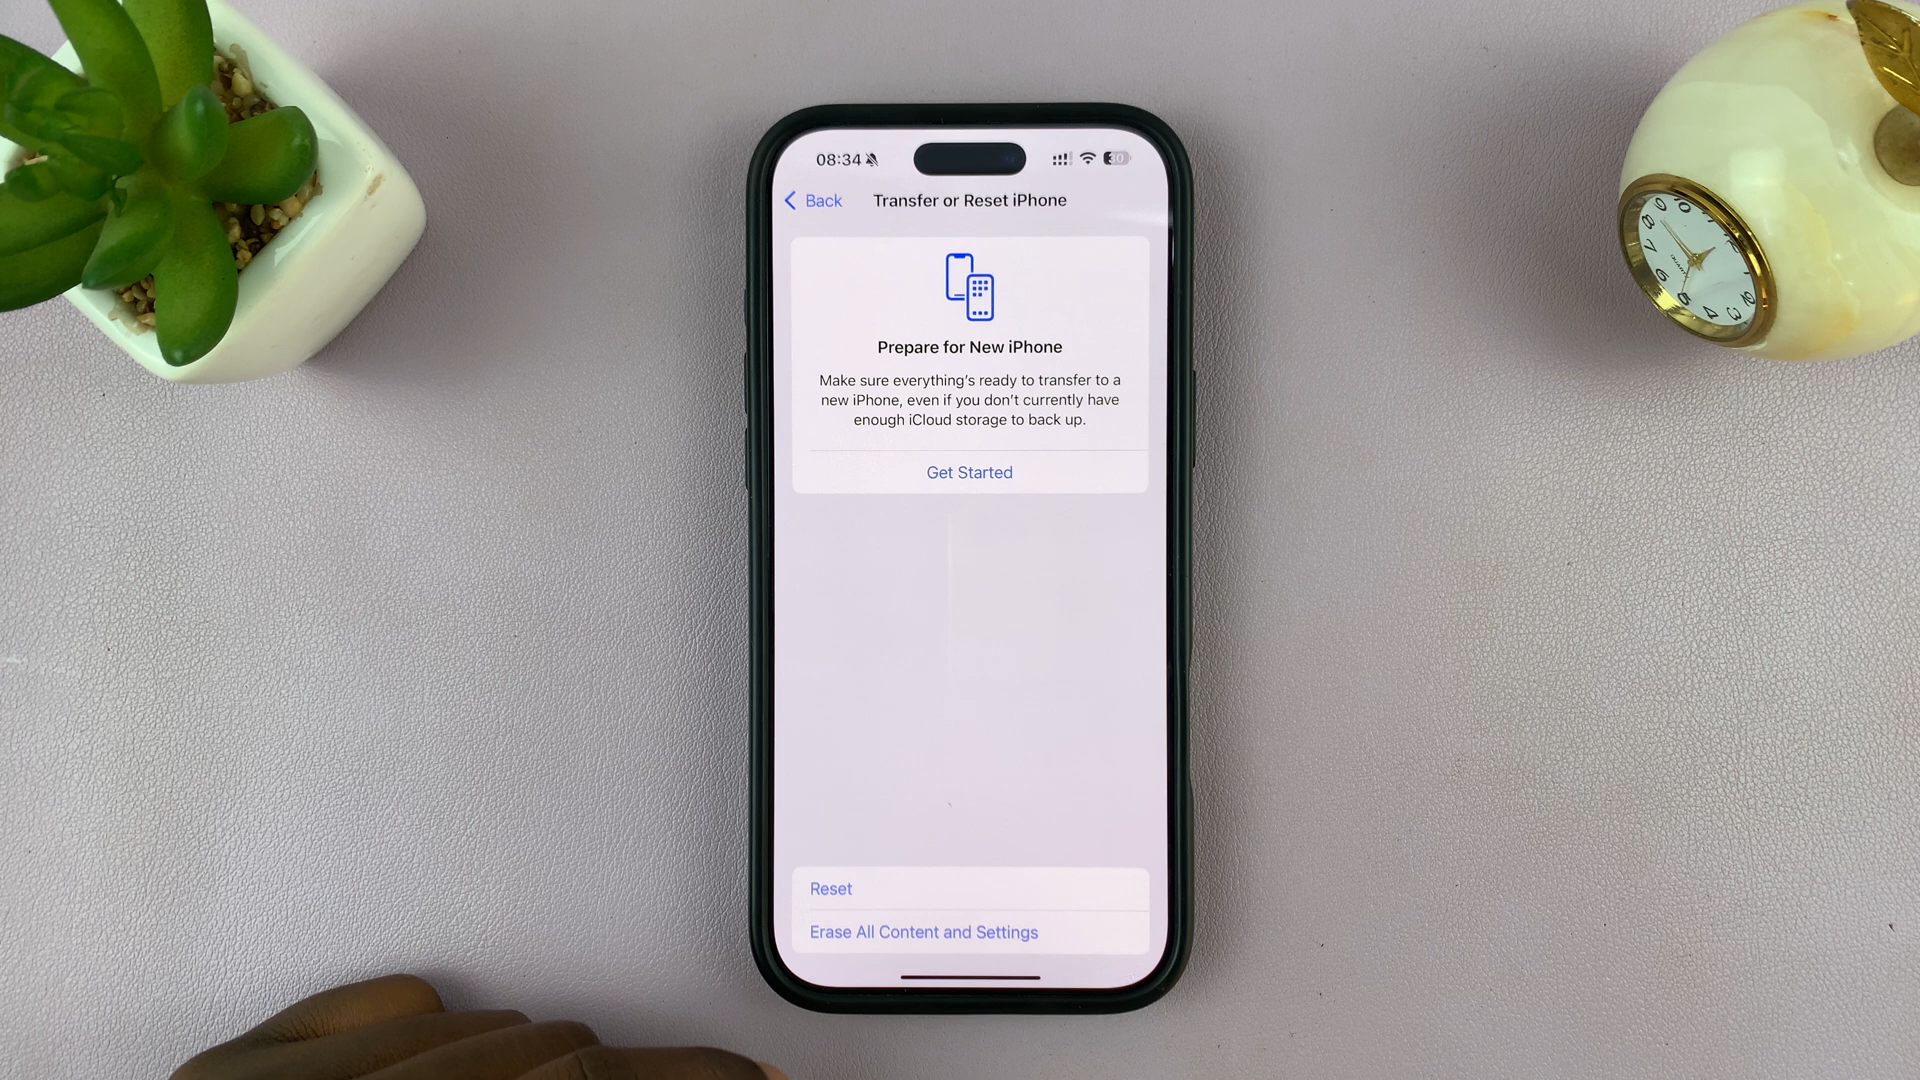 08:34
30
Back
Transfer or Reset iPhone
Prepare for New iPhone
Make sure everything's ready to transfer to a
new iPhone, even if you don't currently have
enough iCloud storage to back up.
Get Started
Reset
Erase All Content and Settings